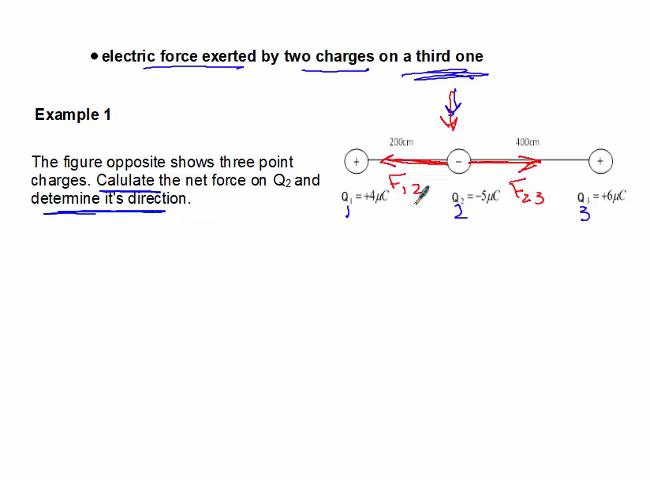 • electric force exerted by two charges on a third one
Example 1
200cm 400cm
The figure opposite shows three point
charges. Calulate the net force on Q₂ and
determine it's direction.
+ − +
F12 F23
Q₁ = +4μC Q₂ = −5μC Q₃ = +6μC
1 2 3